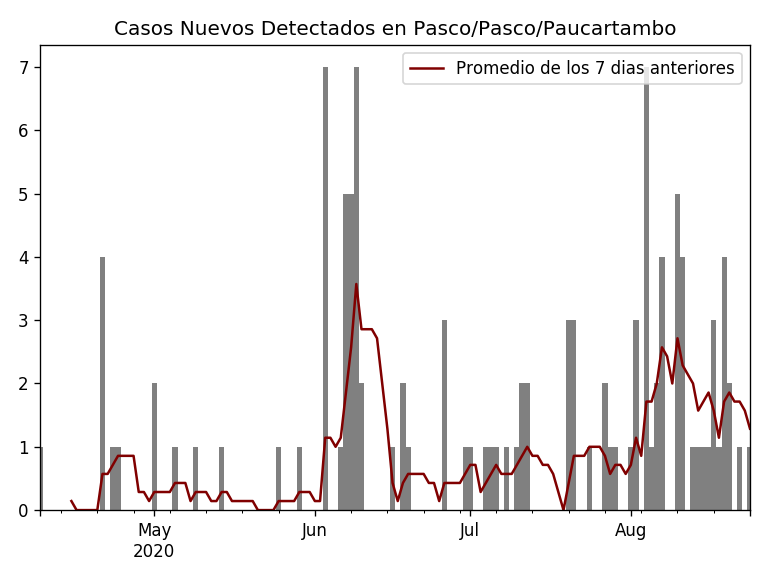 Casos Nuevos Detectados en Pasco/Pasco/Paucartambo
Promedio de los 7 dias anteriores
7
6
5
4
3
2
1
0
May
2020
Jun
Jul
Aug